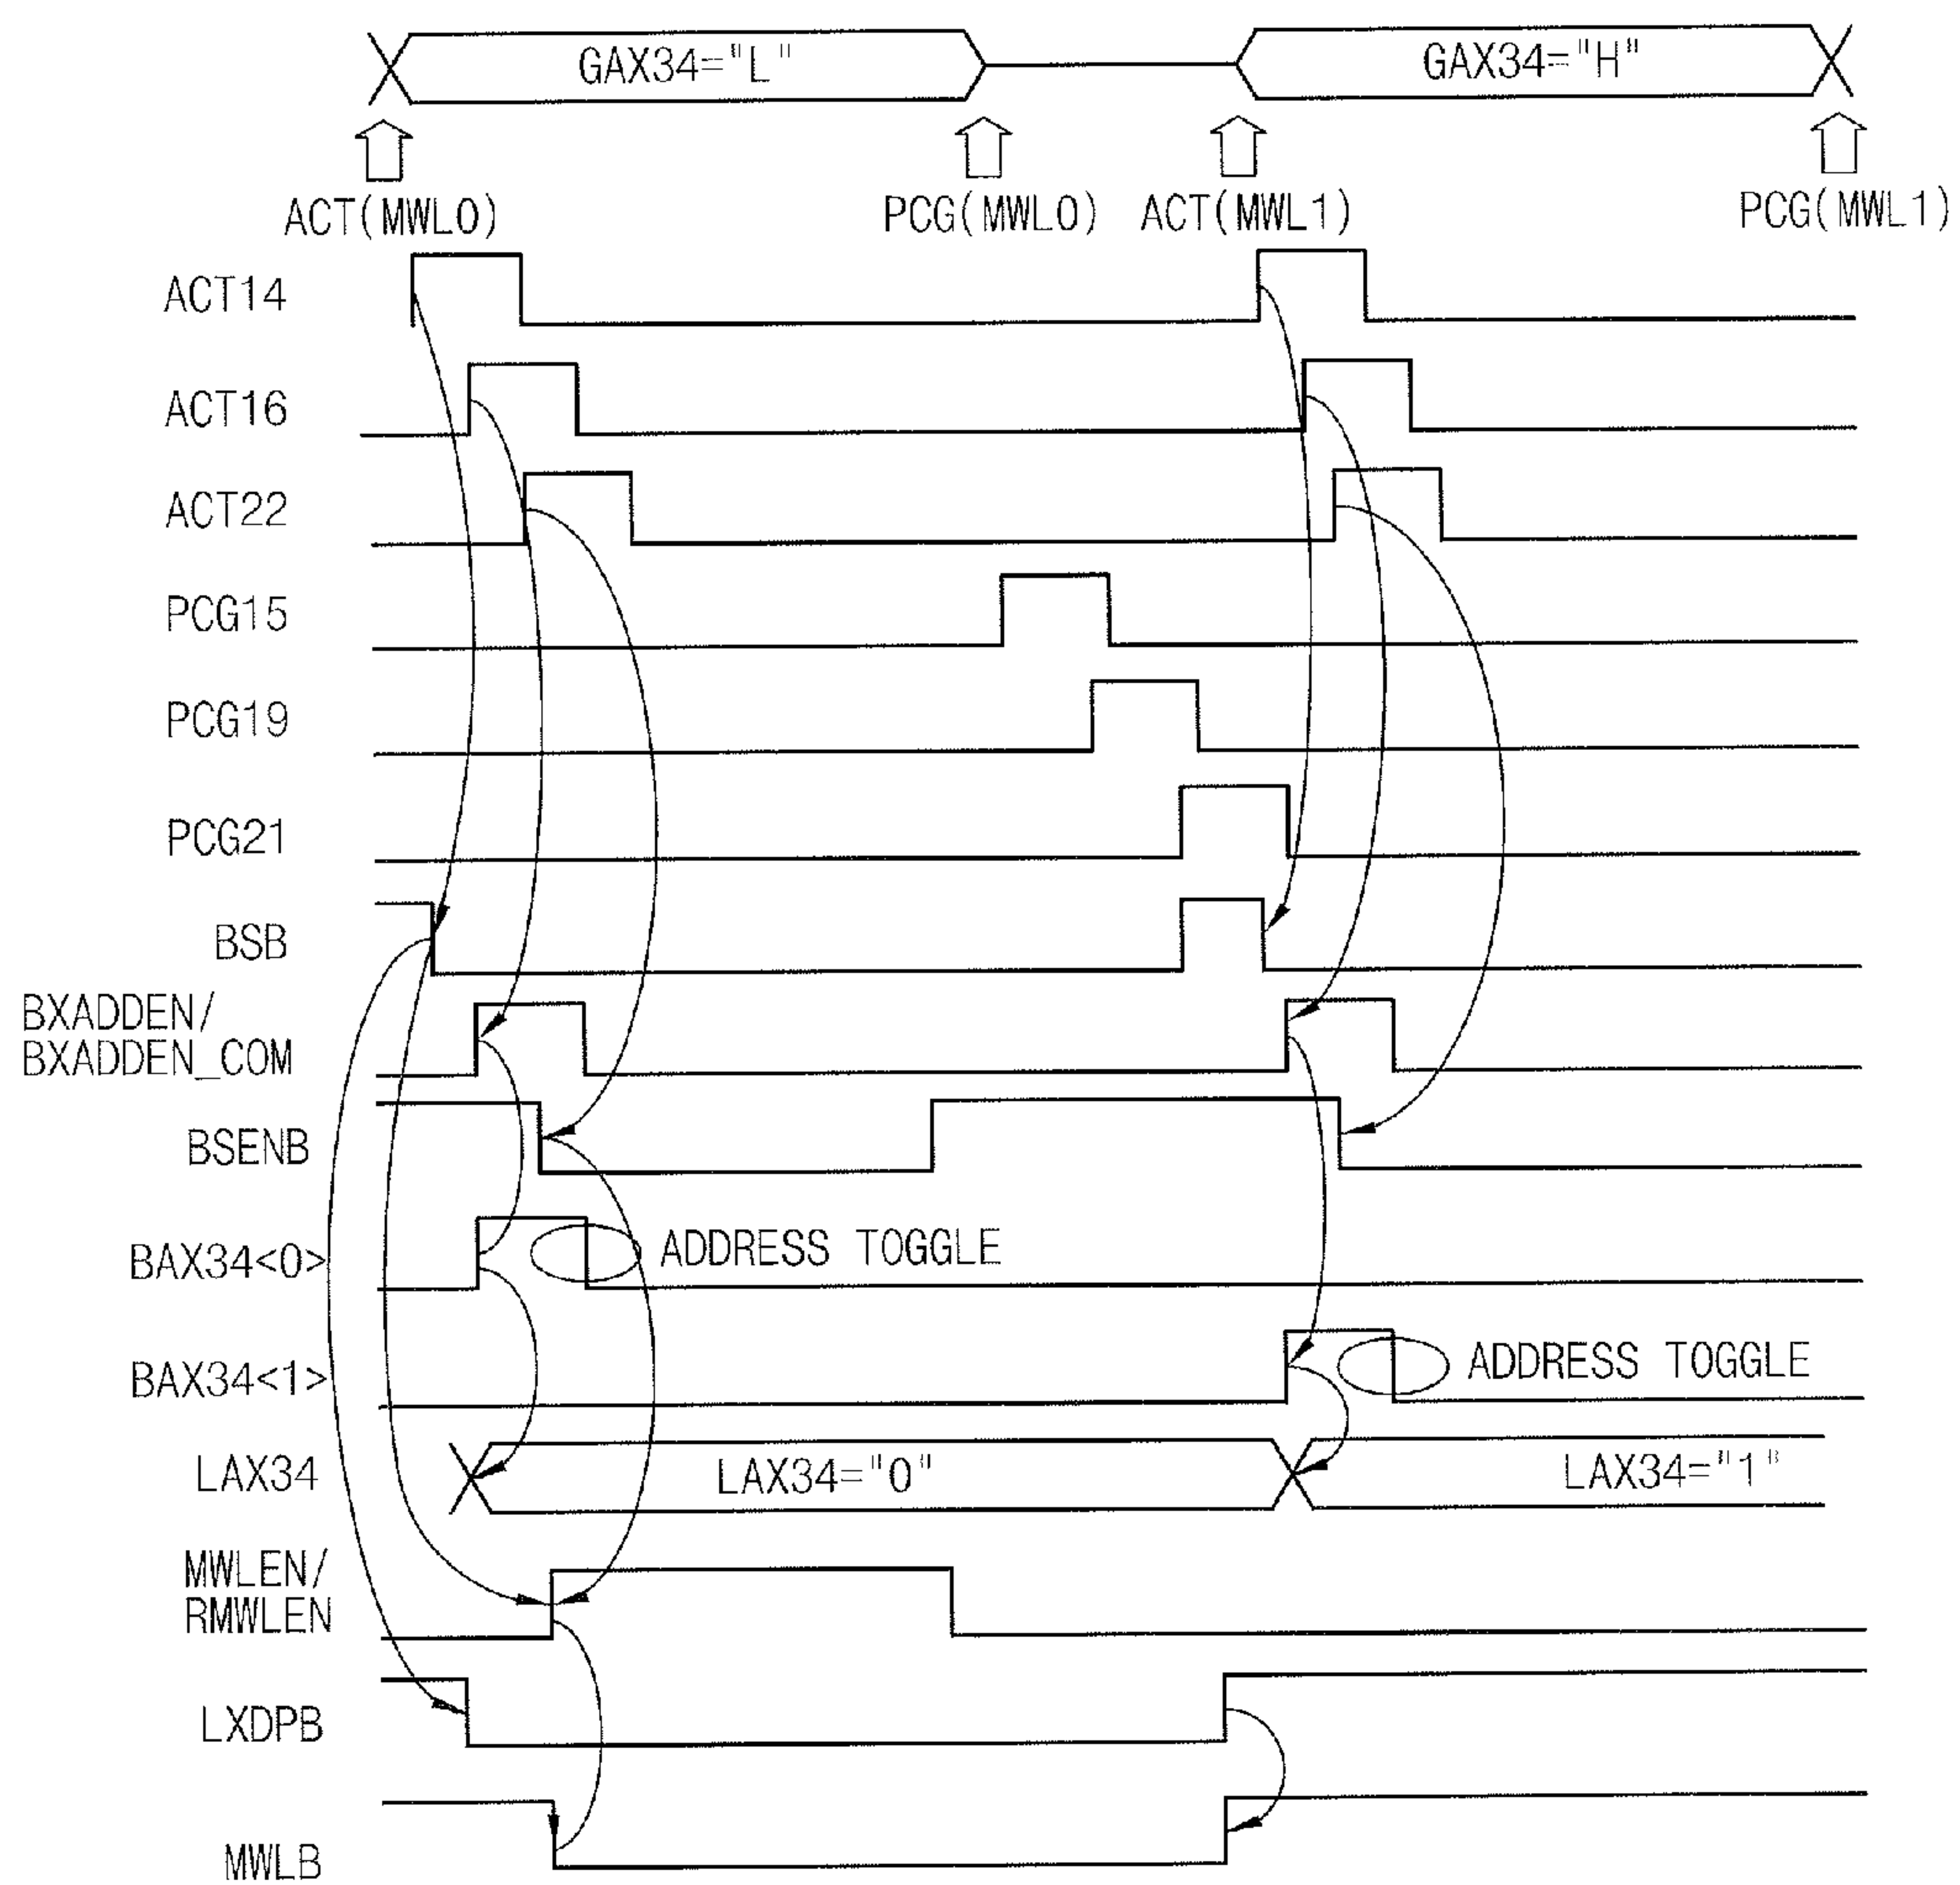 GAX34="L" GAX34="H"
ACT(MWL0) PCG(MWL0) ACT(MWL1) PCG(MWL1)
ACT14
ACT16
ACT22
PCG15
PCG19
PCG21
BSB
BXADDEN/
BXADDEN_COM
BSENB
BAX34<0> ADDRESS TOGGLE
BAX34<1> ADDRESS TOGGLE
LAX34 LAX34="0" LAX34="1"
MWLEN/
RMWLEN
LXDPB
MWLB